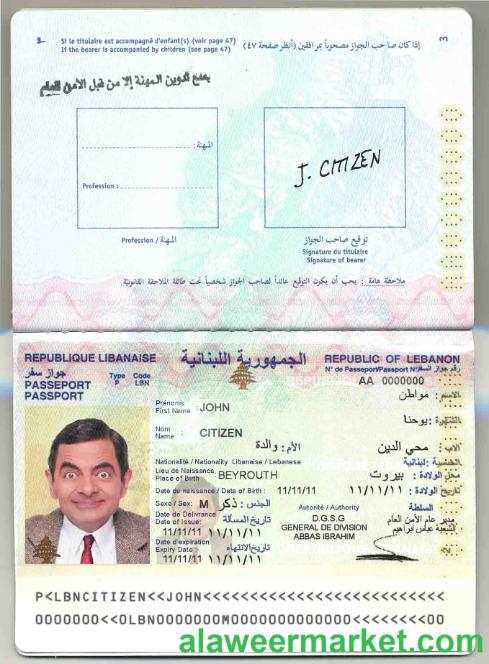 3
Si le titulaire est accompagné d'enfant(s) (voir page 47)
If the bearer is accompanied by children (see page 47)
إذا كان صاحب الجواز مصحوباً بمرافقين (أنظر صفحة ٤٧)
٣
يمنع تدوين المهنة إلا من قبل الامن العام
المهنة :
Profession :
J. CITIZEN
Profession / المهنة
توقيع صاحب الجواز
Signature du titulaire
Signature of bearer
ملاحظة هامة : يجب أن يكون التوقيع عائداً لصاحب الجواز شخصياً تحت طائلة الملاحقة القانونيّة.
REPUBLIQUE LIBANAISE الجمهورية اللبنانية REPUBLIC OF LEBANON
جواز سفر
PASSEPORT
PASSPORT
Type Code
P LBN
N° de Passeport/Passport N° رقم جواز السفر
AA 0000000
Prénoms
First Name : JOHN
الاسم : مواطن
Nom
Name : CITIZEN
الشهرة : يوحنا
الأم : والدة
الاب : محي الدين
Nationalité / Nationality Libanaise / Lebanese
الجنسية : لبنانية
Lieu de Naissance
Place of Birth : BEYROUTH
محل الولادة : بيروت
Date de naissance / Date of Birth : 11/11/11
تاريخ الولادة : ١١/١١/١١
Sexe / Sex: M الجنس : ذكر
Autorité / Authority السلطة
Date de Délivrance
Date of Issue:
تاريخ المسألة
11/11/11 ١١/١١/١١
D.G.S.G
GENERAL DE DIVISION
ABBAS IBRAHIM
مدير عام الأمن العام
عباس ابراهيم
Date d'expiration
Expiry Date :
تاريخ الانتهاء
11/11/11 ١١/١١/١١
P<LBNCITIZEN<<JOHN<<<<<<<<<<<<<<<<<<<<<<<<<<
0000000<<0LBN0000000M00000000000000<<<<<<<00
alaweermarket.com